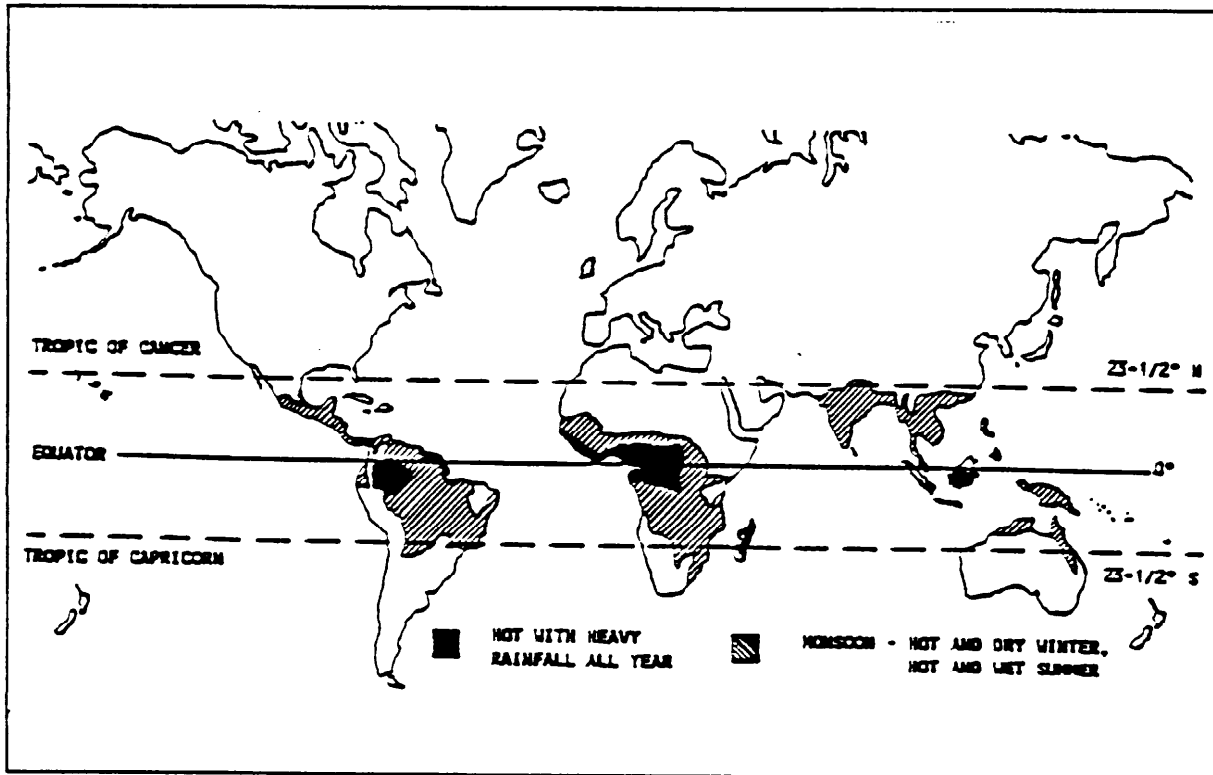 TROPIC OF CANCER
23-1/2° N
EQUATOR
0°
TROPIC OF CAPRICORN
23-1/2° S
HOT WITH HEAVY
RAINFALL ALL YEAR
MONSOON - HOT AND DRY WINTER,
HOT AND WET SUMMER